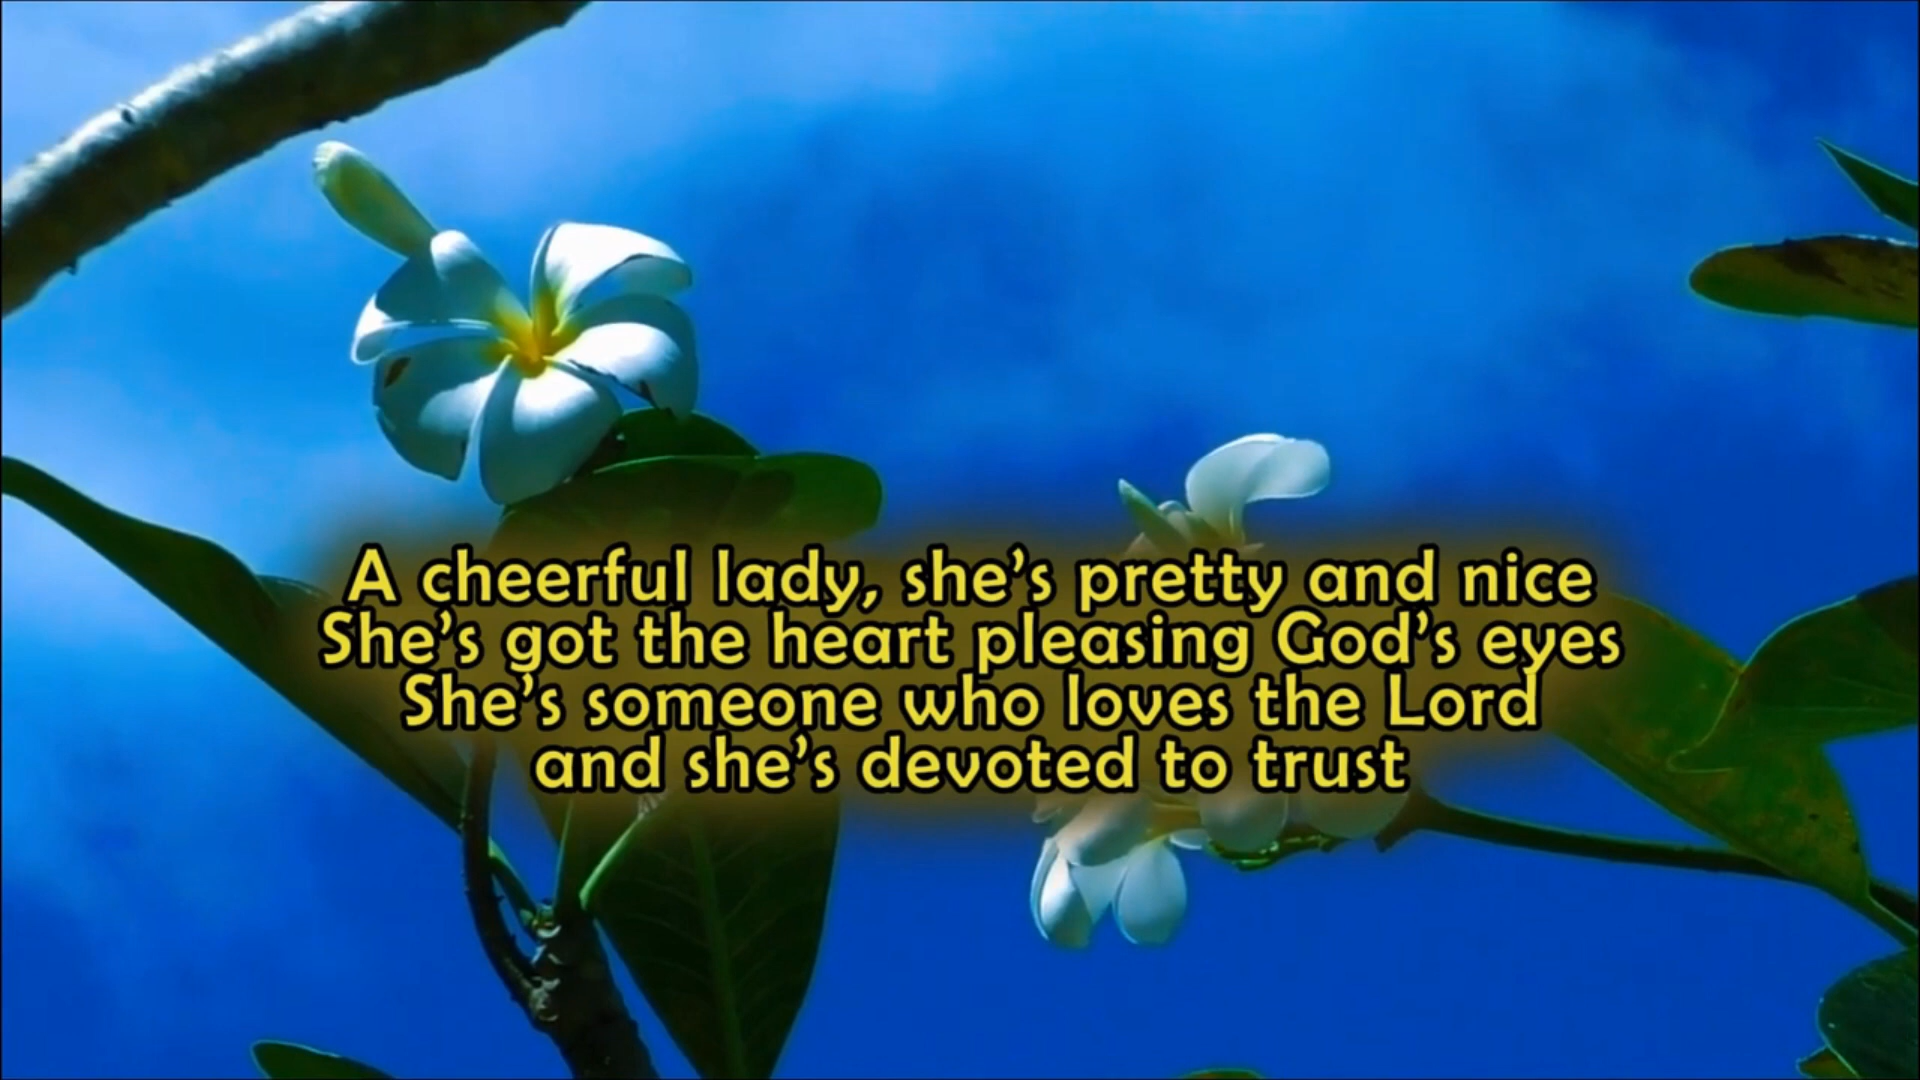 A cheerful lady, she’s pretty and nice
She’s got the heart pleasing God’s eyes
She’s someone who loves the Lord
and she’s devoted to trust